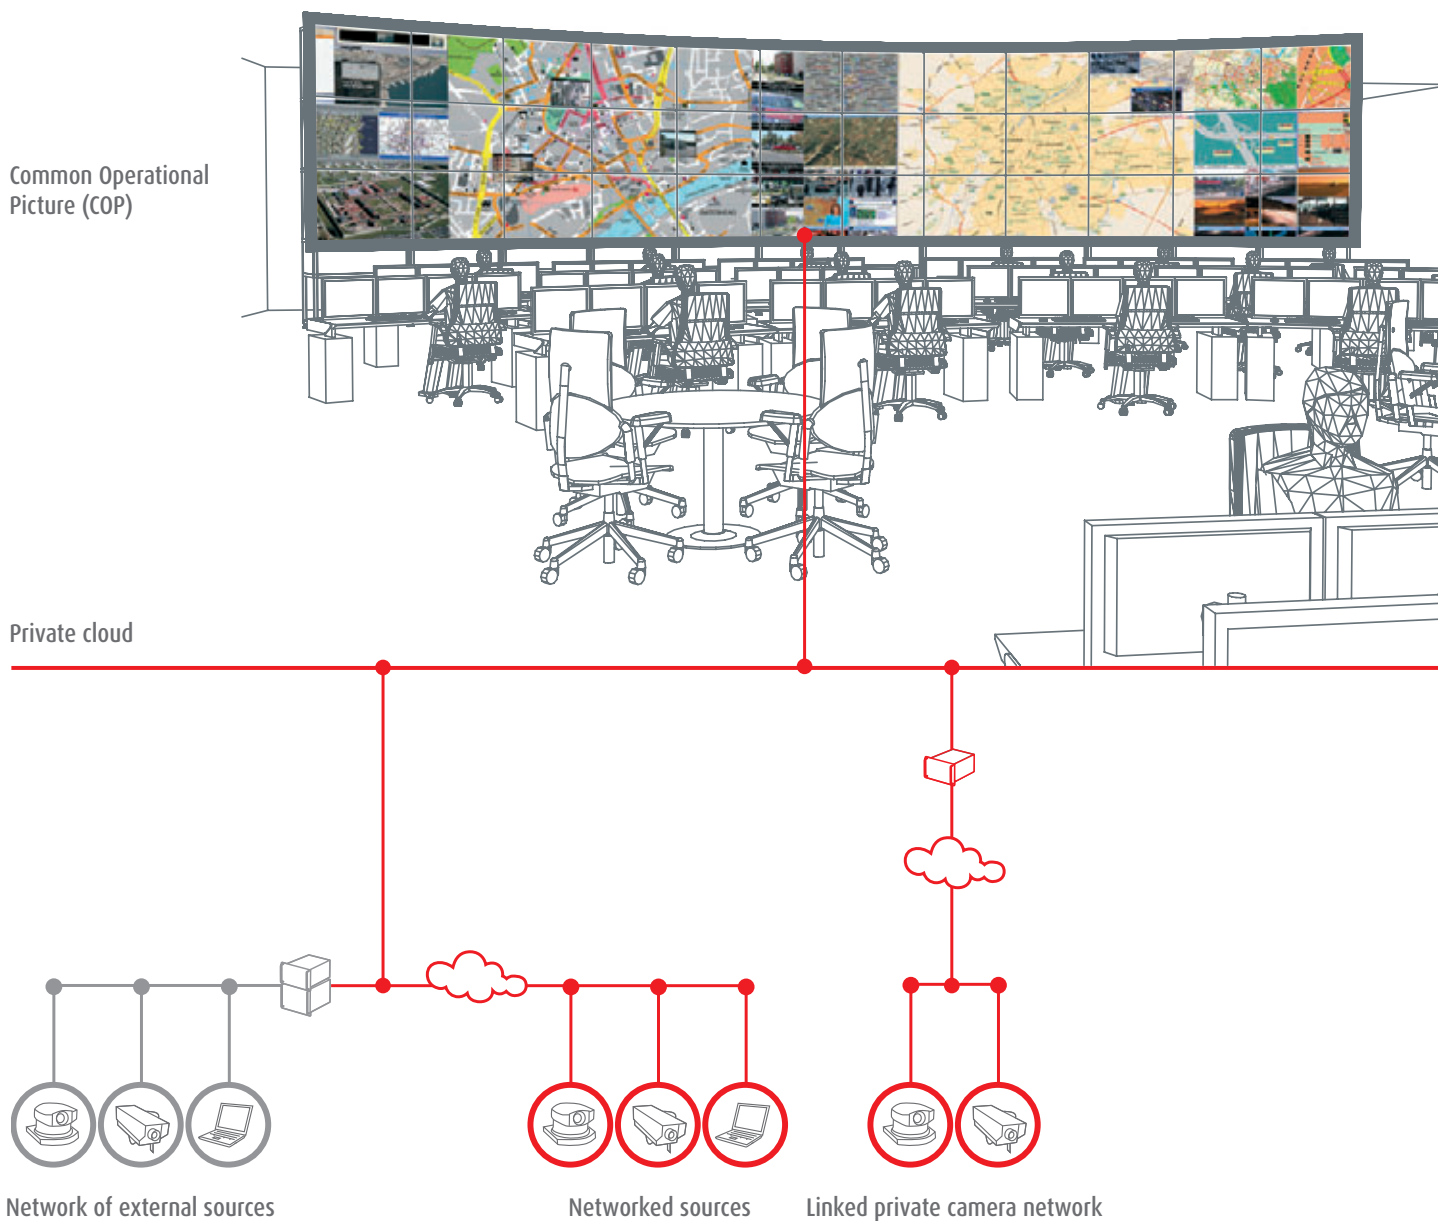 Common Operational
Picture (COP)
Private cloud
Network of external sources
Networked sources
Linked private camera network